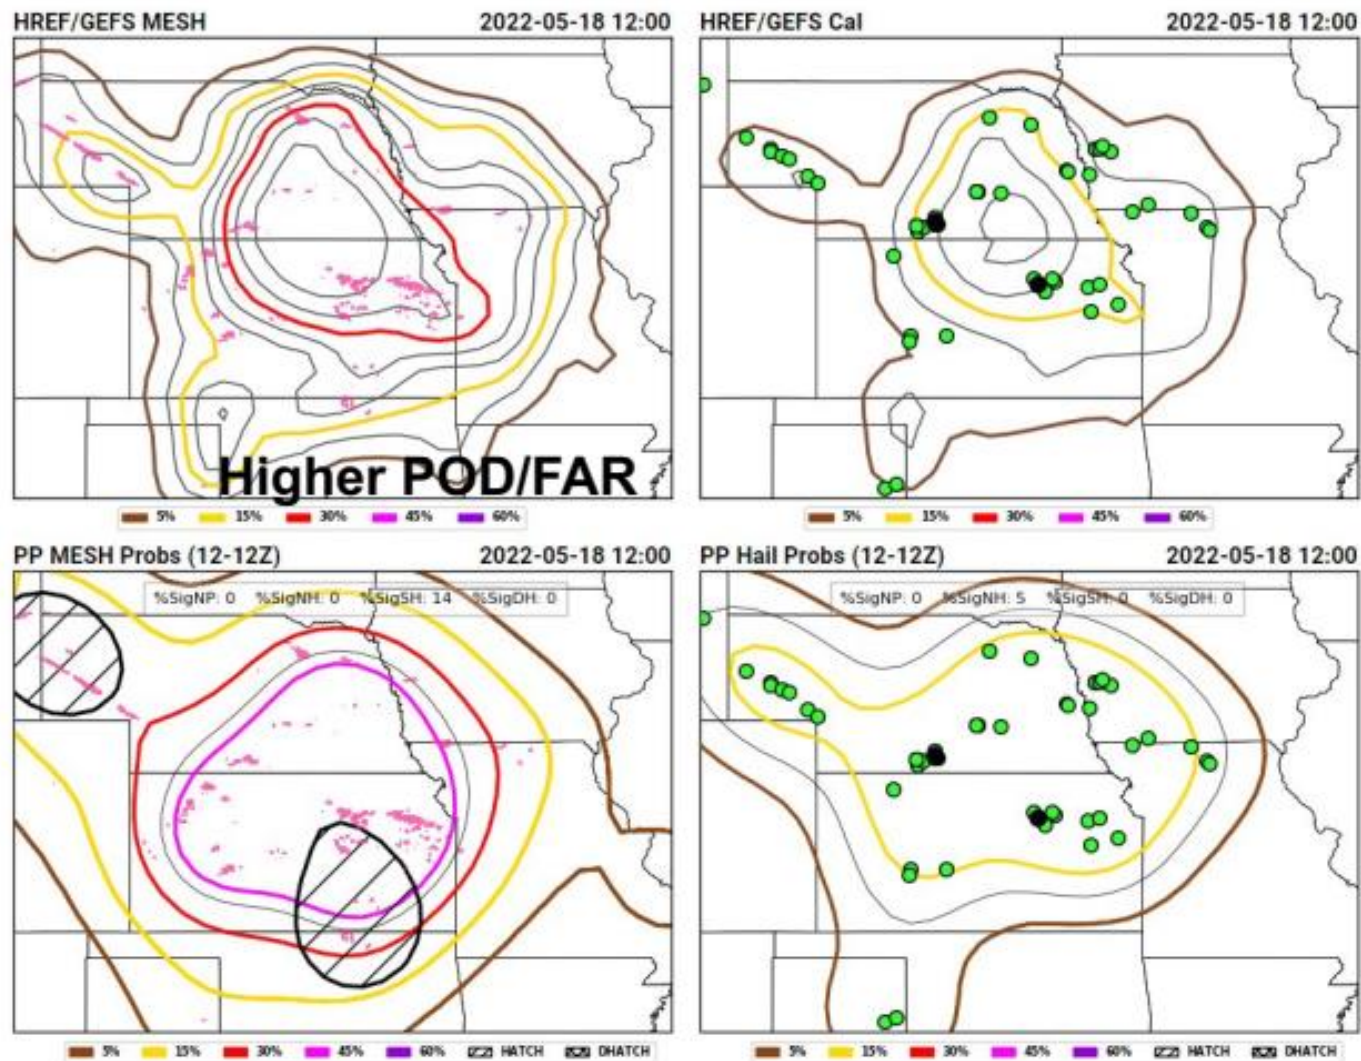 HREF/GEFS MESH 2022-05-18 12:00
HREF/GEFS Cal 2022-05-18 12:00
Higher POD/FAR
5% 15% 30% 45% 60%
5% 15% 30% 45% 60%
PP MESH Probs (12-12Z) 2022-05-18 12:00
PP Hail Probs (12-12Z) 2022-05-18 12:00
%SigNP: 0 %SigNH: 0 %SigSH: 14 %SigDH: 0
%SigNP: 0 %SigNH: 5 %SigSH: 0 %SigDH: 0
5% 15% 30% 45% 60% HATCH DHATCH
5% 15% 30% 45% 60% HATCH DHATCH